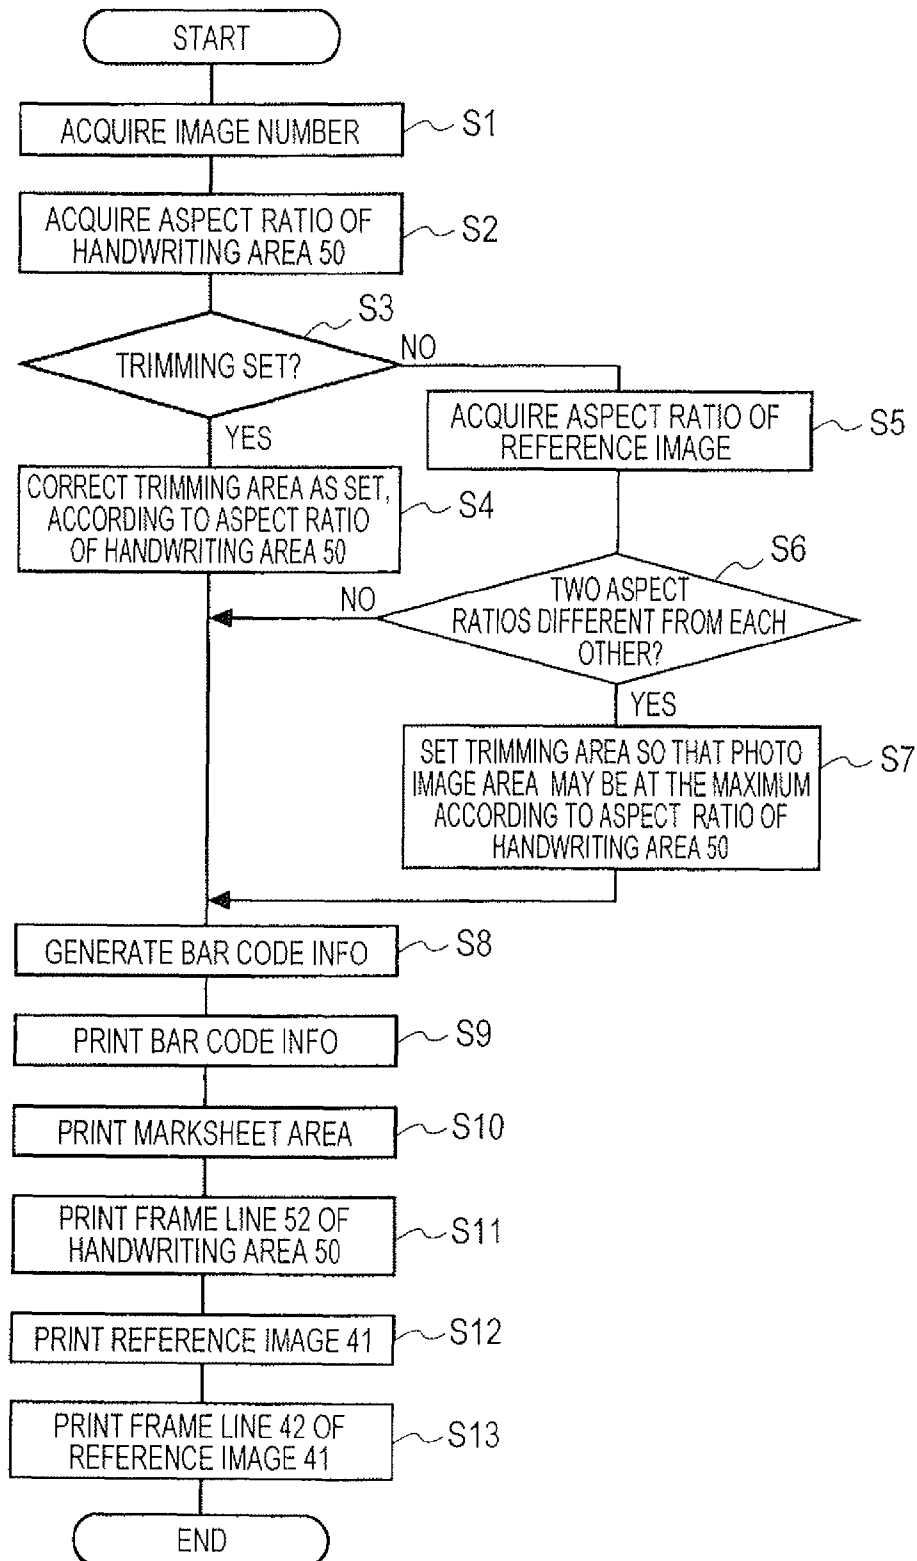 START
ACQUIRE IMAGE NUMBER
S1
ACQUIRE ASPECT RATIO OF
HANDWRITING AREA 50
S2
TRIMMING SET?
S3
NO
YES
CORRECT TRIMMING AREA AS SET,
ACCORDING TO ASPECT RATIO
OF HANDWRITING AREA 50
S4
ACQUIRE ASPECT RATIO OF
REFERENCE IMAGE
S5
TWO ASPECT
RATIOS DIFFERENT FROM EACH
OTHER?
S6
NO
YES
SET TRIMMING AREA SO THAT PHOTO
IMAGE AREA MAY BE AT THE MAXIMUM
ACCORDING TO ASPECT RATIO OF
HANDWRITING AREA 50
S7
GENERATE BAR CODE INFO
S8
PRINT BAR CODE INFO
S9
PRINT MARKSHEET AREA
S10
PRINT FRAME LINE 52 OF
HANDWRITING AREA 50
S11
PRINT REFERENCE IMAGE 41
S12
PRINT FRAME LINE 42 OF
REFERENCE IMAGE 41
S13
END